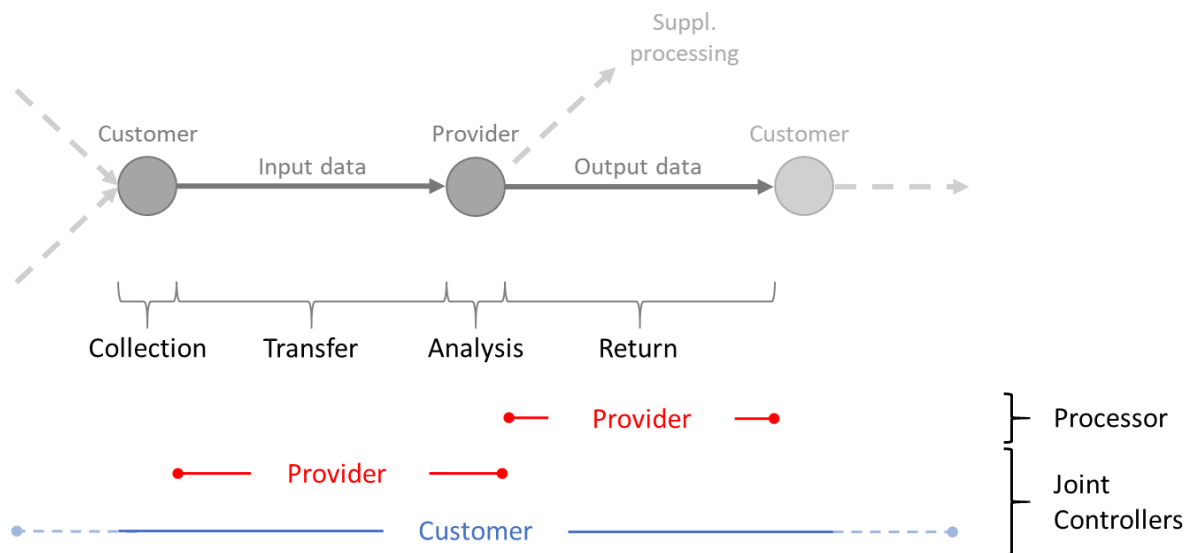 Suppl.
processing
Customer
Provider
Customer
Input data
Output data
Collection
Transfer
Analysis
Return
Provider
Processor
Provider
Joint
Controllers
Customer